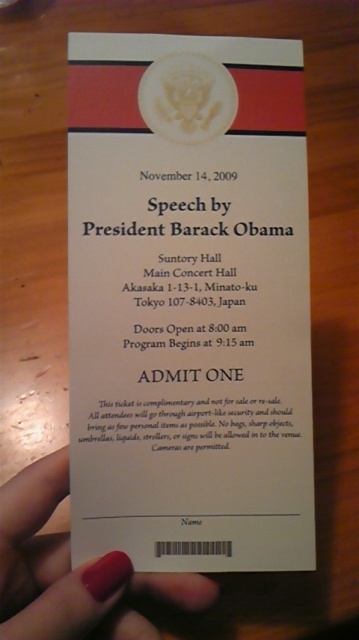 November 14, 2009
Speech by
President Barack Obama
Suntory Hall
Main Concert Hall
Akasaka 1-13-1, Minato-ku
Tokyo 107-8403, Japan
Doors Open at 8:00 am
Program Begins at 9:15 am
ADMIT ONE
This ticket is complimentary and not for sale or re-sale.
All attendees will go through airport-like security and should
bring as few personal items as possible. No bags, sharp objects,
umbrellas, liquids, strollers, or signs will be allowed in to the venue.
Cameras are permitted.
Name